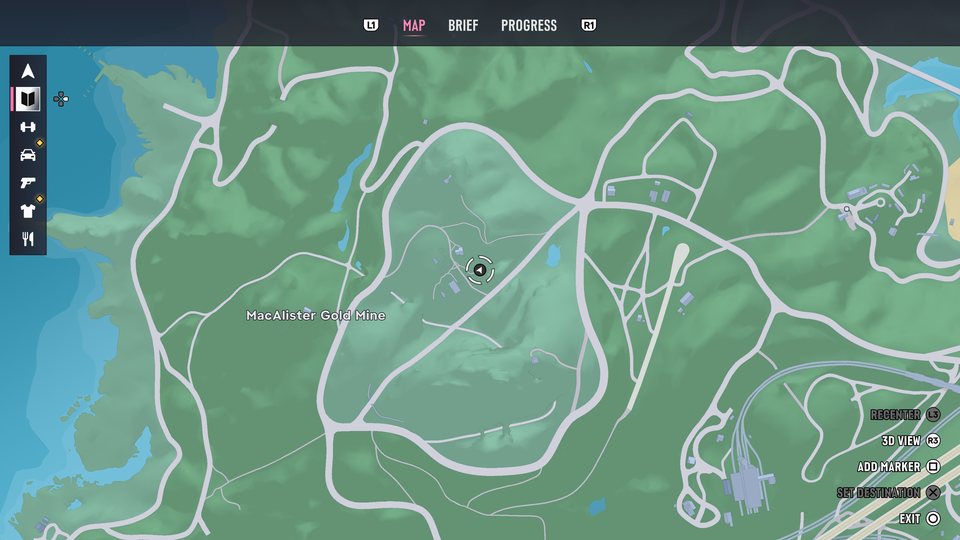 L1 MAP BRIEF PROGRESS R1
MacAlister Gold Mine
RECENTER L3
3D VIEW R3
ADD MARKER
SET DESTINATION
EXIT